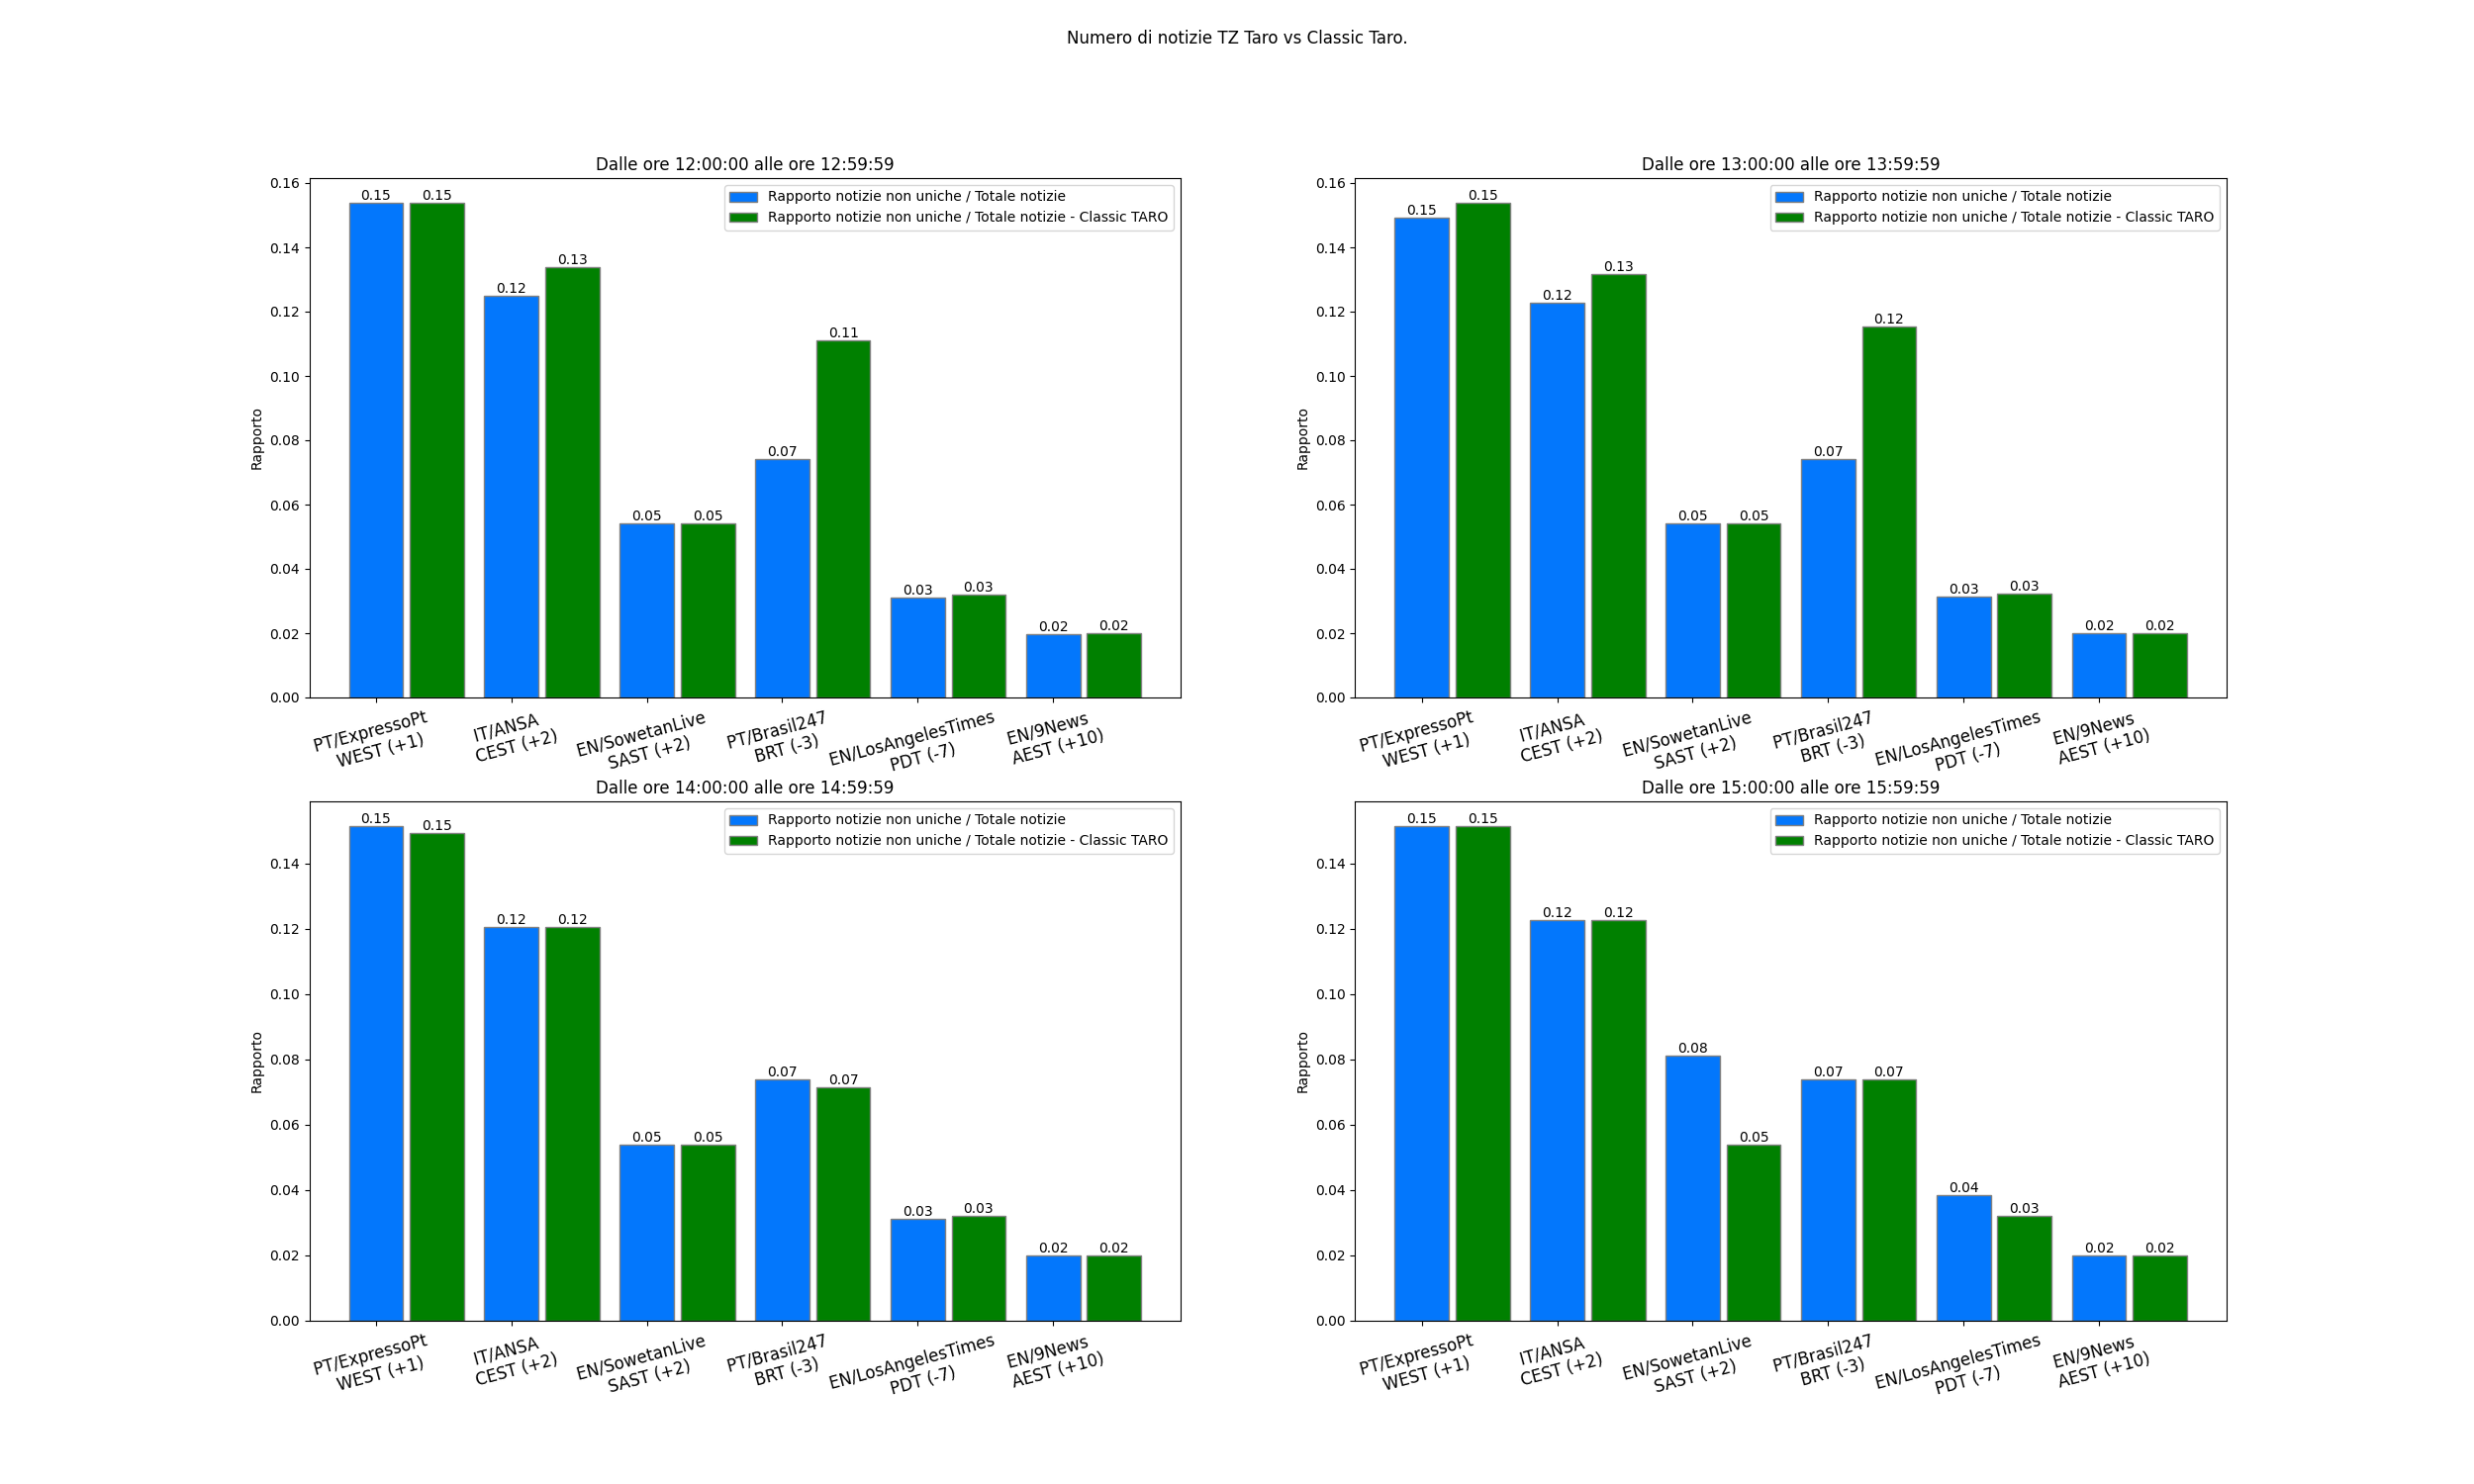 Numero di notizie TZ Taro vs Classic Taro.
Dalle ore 12:00:00 alle ore 12:59:59
Rapporto notizie non uniche / Totale notizie
Rapporto notizie non uniche / Totale notizie - Classic TARO
Rapporto
0.16
0.14
0.12
0.10
0.08
0.06
0.04
0.02
0.00
0.15 0.15 0.12 0.13 0.05 0.05 0.07 0.11 0.03 0.03 0.02 0.02
PT/ExpressoPt
WEST (+1)
IT/ANSA
CEST (+2)
EN/SowetanLive
SAST (+2)
PT/Brasil247
BRT (-3)
EN/LosAngelesTimes
PDT (-7)
EN/9News
AEST (+10)
Dalle ore 13:00:00 alle ore 13:59:59
Rapporto notizie non uniche / Totale notizie
Rapporto notizie non uniche / Totale notizie - Classic TARO
Rapporto
0.16
0.14
0.12
0.10
0.08
0.06
0.04
0.02
0.00
0.15 0.15 0.12 0.13 0.05 0.05 0.07 0.12 0.03 0.03 0.02 0.02
PT/ExpressoPt
WEST (+1)
IT/ANSA
CEST (+2)
EN/SowetanLive
SAST (+2)
PT/Brasil247
BRT (-3)
EN/LosAngelesTimes
PDT (-7)
EN/9News
AEST (+10)
Dalle ore 14:00:00 alle ore 14:59:59
Rapporto notizie non uniche / Totale notizie
Rapporto notizie non uniche / Totale notizie - Classic TARO
Rapporto
0.14
0.12
0.10
0.08
0.06
0.04
0.02
0.00
0.15 0.15 0.12 0.12 0.05 0.05 0.07 0.07 0.03 0.03 0.02 0.02
PT/ExpressoPt
WEST (+1)
IT/ANSA
CEST (+2)
EN/SowetanLive
SAST (+2)
PT/Brasil247
BRT (-3)
EN/LosAngelesTimes
PDT (-7)
EN/9News
AEST (+10)
Dalle ore 15:00:00 alle ore 15:59:59
Rapporto notizie non uniche / Totale notizie
Rapporto notizie non uniche / Totale notizie - Classic TARO
Rapporto
0.14
0.12
0.10
0.08
0.06
0.04
0.02
0.00
0.15 0.15 0.12 0.12 0.08 0.05 0.07 0.07 0.04 0.03 0.02 0.02
PT/ExpressoPt
WEST (+1)
IT/ANSA
CEST (+2)
EN/SowetanLive
SAST (+2)
PT/Brasil247
BRT (-3)
EN/LosAngelesTimes
PDT (-7)
EN/9News
AEST (+10)